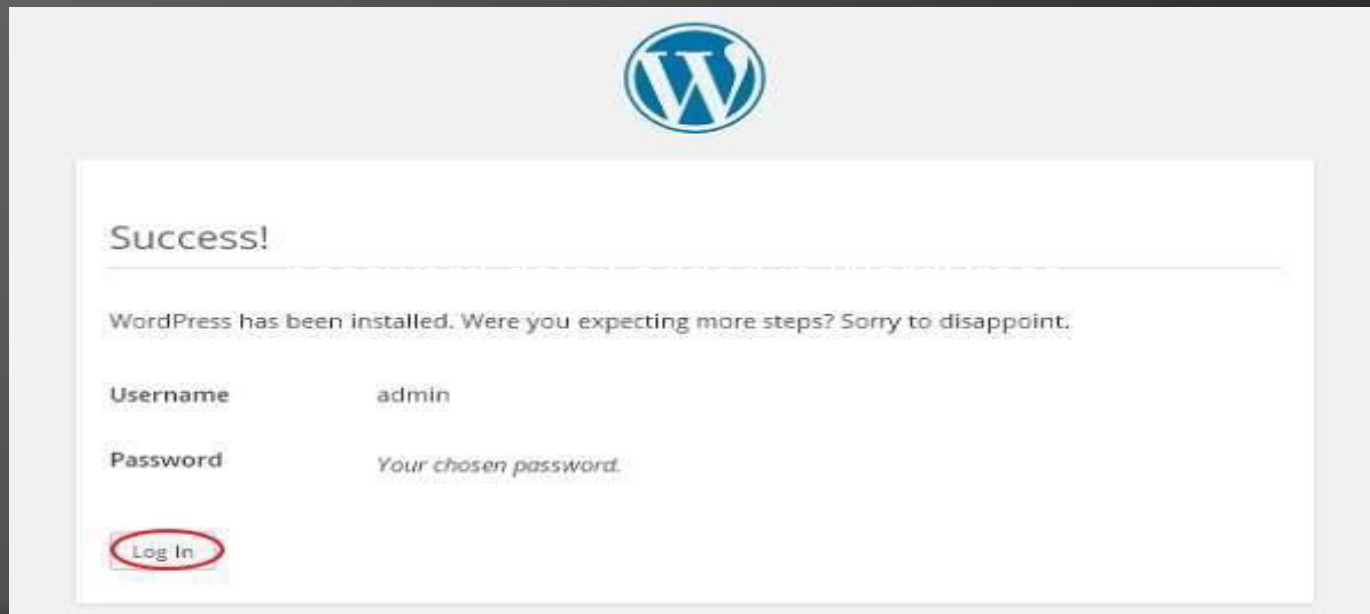 Success!
WordPress has been installed. Were you expecting more steps? Sorry to disappoint.
Username admin
Password Your chosen password.
Log In